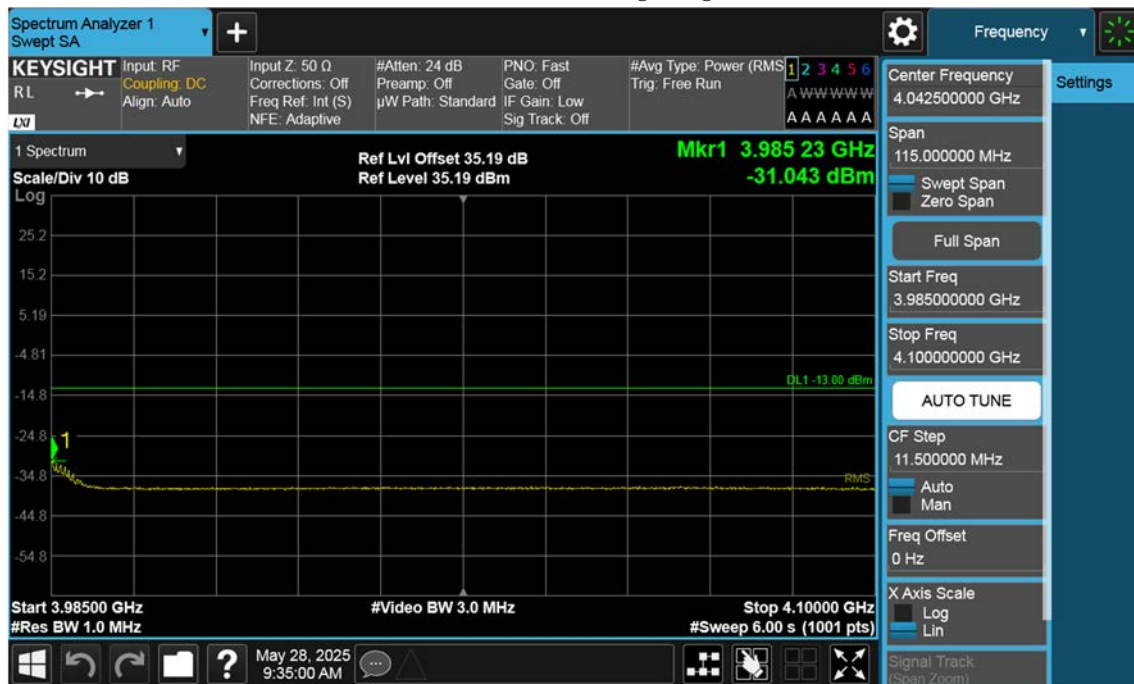 Spectrum Analyzer 1
Swept SA
Frequency
KEYSIGHT
RL
LXI
Input: RF
Coupling: DC
Align: Auto
Input Z: 50 Ω
Corrections: Off
Freq Ref: Int (S)
NFE: Adaptive
#Atten: 24 dB
Preamp: Off
µW Path: Standard
PNO: Fast
Gate: Off
IF Gain: Low
Sig Track: Off
#Avg Type: Power (RMS
Trig: Free Run
1 2 3 4 5 6
A W W W W W
A A A A A A
1 Spectrum
Scale/Div 10 dB
Ref Lvl Offset 35.19 dB
Ref Level 35.19 dBm
Mkr1 3.985 23 GHz
-31.043 dBm
Log
25.2
15.2
5.19
-4.81
-14.8
-24.8
-34.8
-44.8
-54.8
DL1 -13.00 dBm
1
RMS
Start 3.98500 GHz
#Res BW 1.0 MHz
#Video BW 3.0 MHz
Stop 4.10000 GHz
#Sweep 6.00 s (1001 pts)
?
May 28, 2025
9:35:00 AM
Center Frequency
4.042500000 GHz
Settings
Span
115.000000 MHz
Swept Span
Zero Span
Full Span
Start Freq
3.985000000 GHz
Stop Freq
4.100000000 GHz
AUTO TUNE
CF Step
11.500000 MHz
Auto
Man
Freq Offset
0 Hz
X Axis Scale
Log
Lin
Signal Track
(Span Zoom)